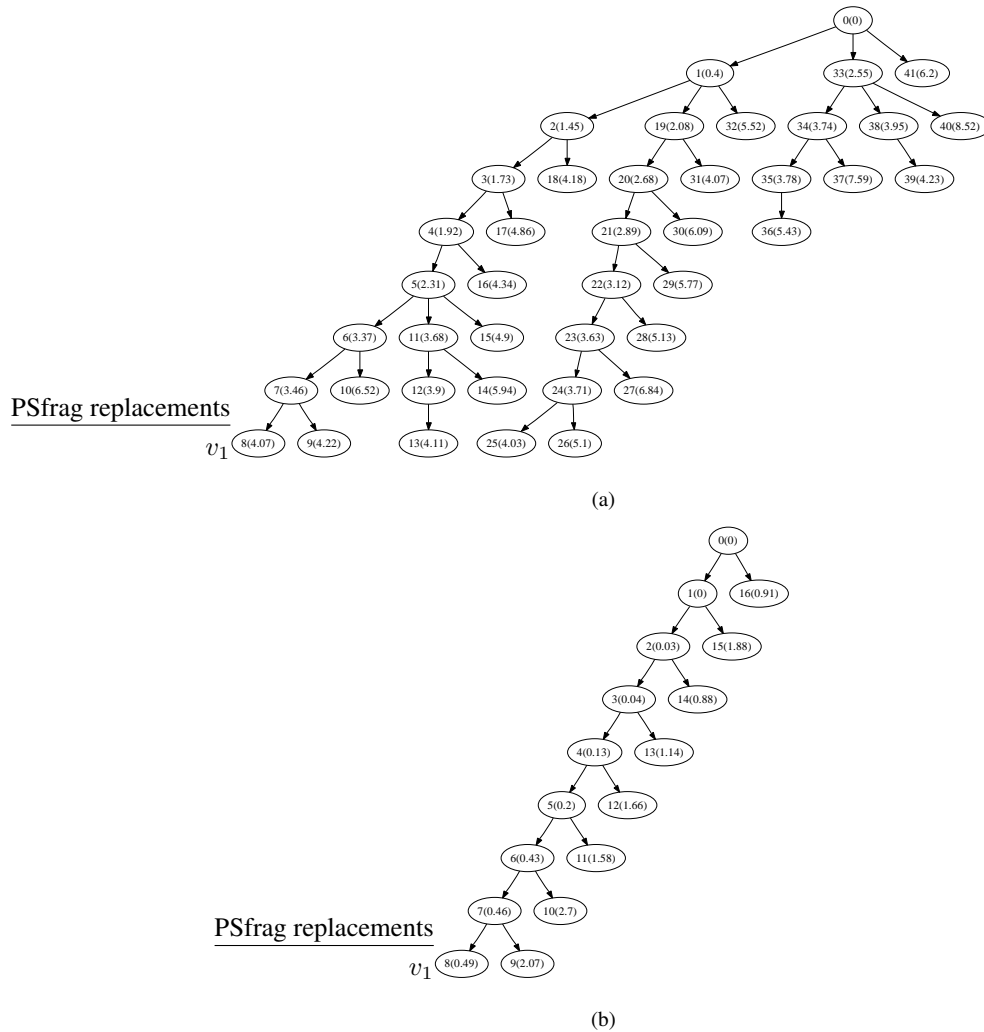 0(0)
1(0.4) 33(2.55) 41(6.2)
2(1.45) 19(2.08) 32(5.52) 34(3.74) 38(3.95) 40(8.52)
3(1.73) 18(4.18) 20(2.68) 31(4.07) 35(3.78) 37(7.59) 39(4.23)
4(1.92) 17(4.86) 21(2.89) 30(6.09) 36(5.43)
5(2.31) 16(4.34) 22(3.12) 29(5.77)
6(3.37) 11(3.68) 15(4.9) 23(3.63) 28(5.13)
7(3.46) 10(6.52) 12(3.9) 14(5.94) 24(3.71) 27(6.84)
PSfrag replacements
v₁ 8(4.07) 9(4.22) 13(4.11) 25(4.03) 26(5.1)
(a)
0(0)
1(0) 16(0.91)
2(0.03) 15(1.88)
3(0.04) 14(0.88)
4(0.13) 13(1.14)
5(0.2) 12(1.66)
6(0.43) 11(1.58)
7(0.46) 10(2.7)
PSfrag replacements
v₁ 8(0.49) 9(2.07)
(b)